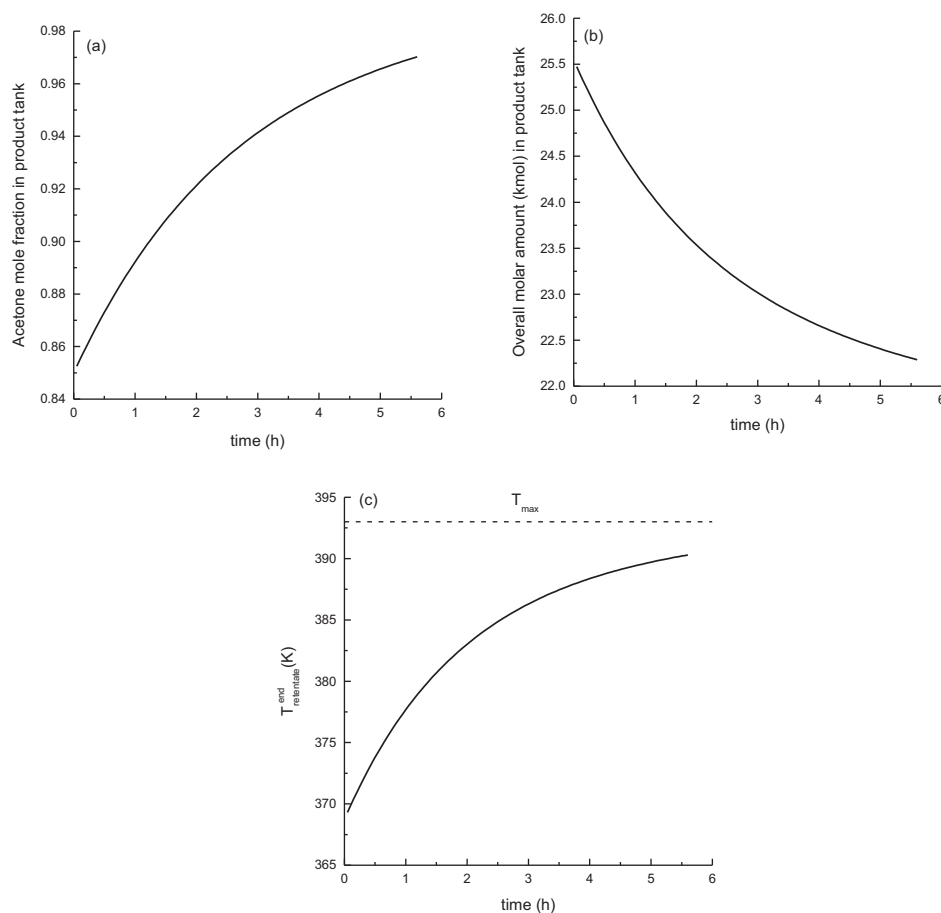 (a)
0.98
0.96
0.94
0.92
0.90
0.88
0.86
0.84
0 1 2 3 4 5 6
Acetone mole fraction in product tank
time (h)
(b)
26.0
25.5
25.0
24.5
24.0
23.5
23.0
22.5
22.0
0 1 2 3 4 5 6
Overall molar amount (kmol) in product tank
time (h)
(c)
T_max
395
390
385
380
375
370
365
0 1 2 3 4 5 6
T^end_retentate(K)
time (h)